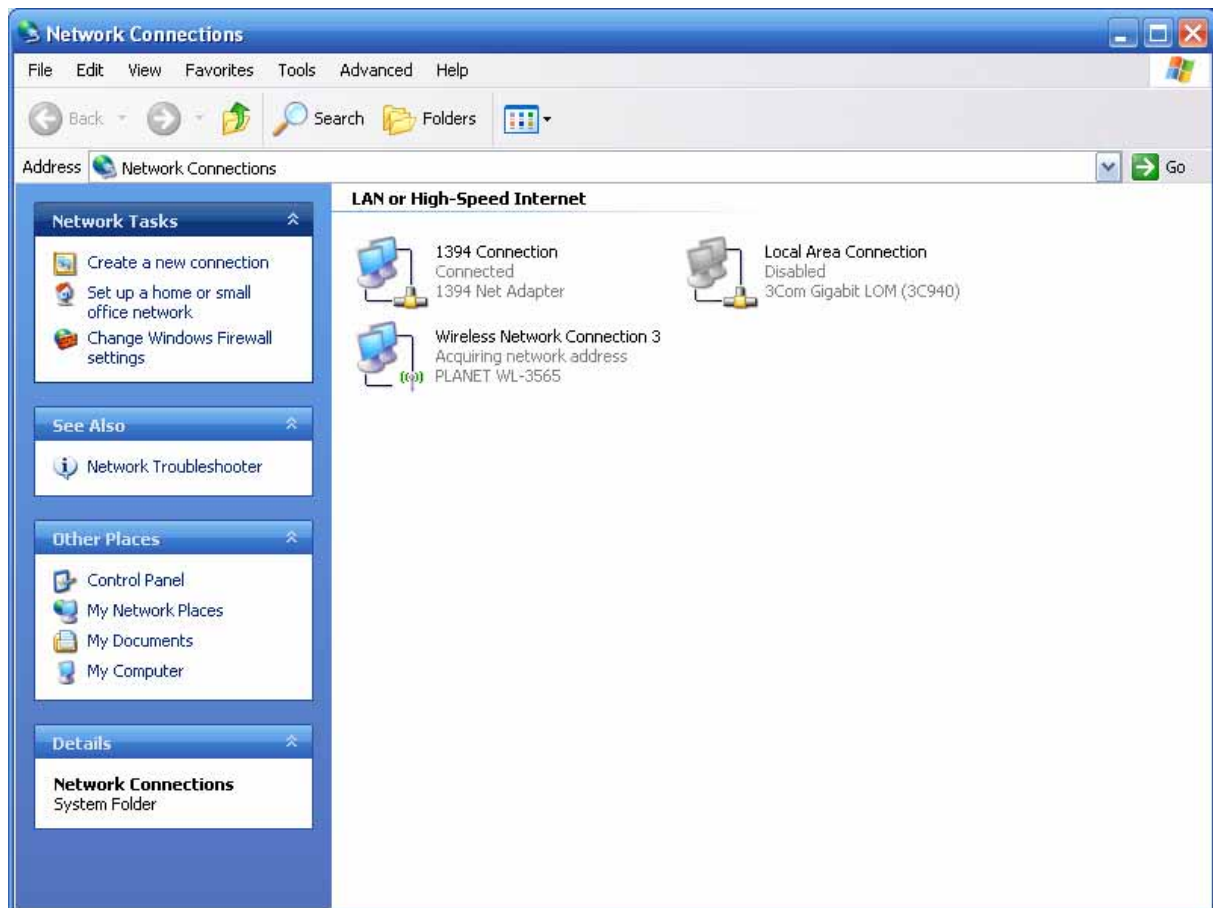 Network Connections
File Edit View Favorites Tools Advanced Help
Back Search Folders
Address Network Connections Go
Network Tasks
Create a new connection
Set up a home or small
office network
Change Windows Firewall
settings
See Also
Network Troubleshooter
Other Places
Control Panel
My Network Places
My Documents
My Computer
Details
Network Connections
System Folder
LAN or High-Speed Internet
1394 Connection
Connected
1394 Net Adapter
Local Area Connection
Disabled
3Com Gigabit LOM (3C940)
Wireless Network Connection 3
Acquiring network address
PLANET WL-3565